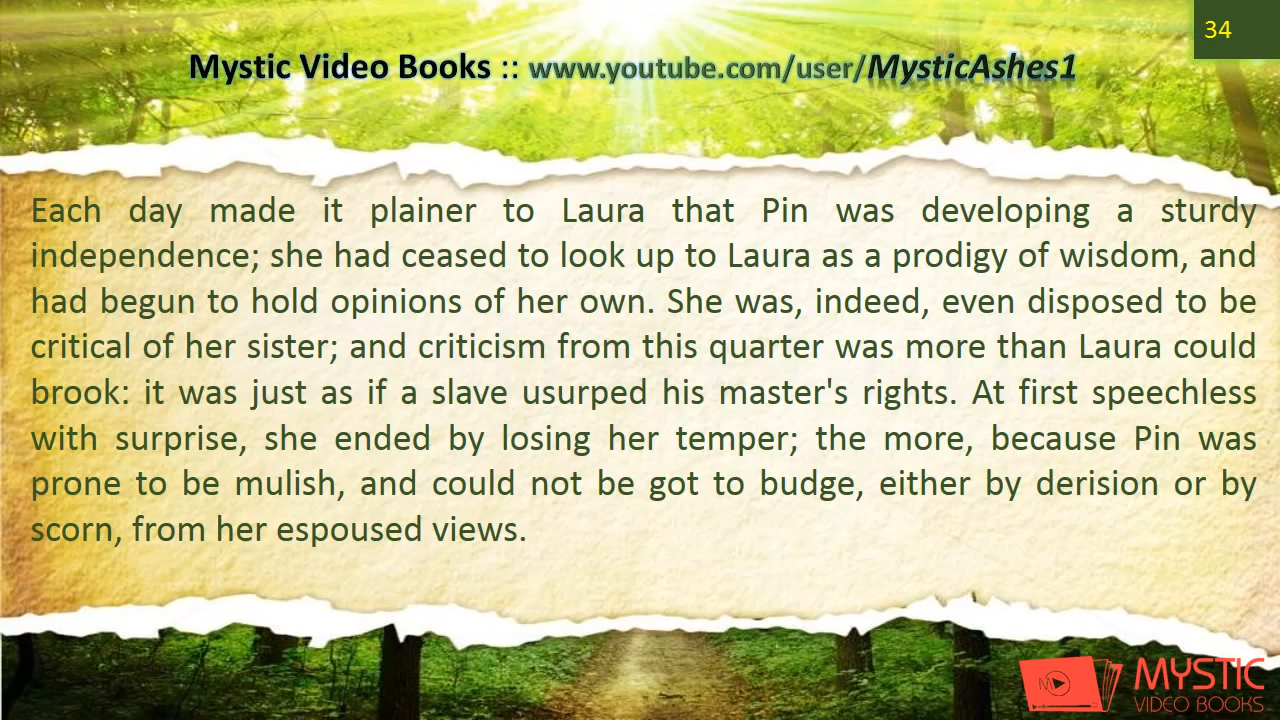 34
Mystic Video Books :: www.youtube.com/user/MysticAshes1
Each day made it plainer to Laura that Pin was developing a sturdy
independence; she had ceased to look up to Laura as a prodigy of wisdom, and
had begun to hold opinions of her own. She was, indeed, even disposed to be
critical of her sister; and criticism from this quarter was more than Laura could
brook: it was just as if a slave usurped his master's rights. At first speechless
with surprise, she ended by losing her temper; the more, because Pin was
prone to be mulish, and could not be got to budge, either by derision or by
scorn, from her espoused views.
MYSTIC
VIDEO BOOKS